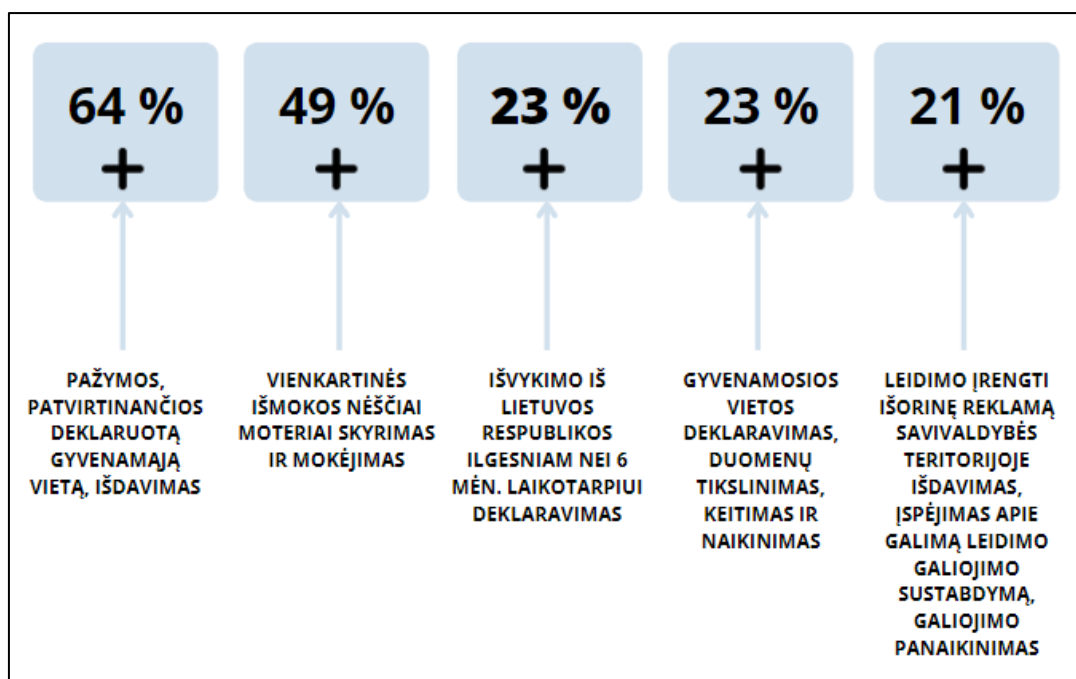 64 %
+
PAŽYMOS,
PATVIRTINANČIOS
DEKLARUOTĄ
GYVENAMĄJĄ
VIETĄ, IŠDAVIMAS
49 %
+
VIENKARTINĖS
IŠMOKOS NĖŠČIAI
MOTERIAI SKYRIMAS
IR MOKĖJIMAS
23 %
+
IŠVYKIMO IŠ
LIETUVOS
RESPUBLIKOS
ILGESNIAM NEI 6
MĖN. LAIKOTARPIUI
DEKLARAVIMAS
23 %
+
GYVENAMOSIOS
VIETOS
DEKLARAVIMAS,
DUOMENŲ
TIKSLINIMAS,
KEITIMAS IR
NAIKINIMAS
21 %
+
LEIDIMO ĮRENGTI
IŠORINĘ REKLAMĄ
SAVIVALDYBĖS
TERITORIJOJE
IŠDAVIMAS,
ĮSPĖJIMAS APIE
GALIMĄ LEIDIMO
GALIOJIMO
SUSTABDYMĄ,
GALIOJIMO
PANAIKINIMAS